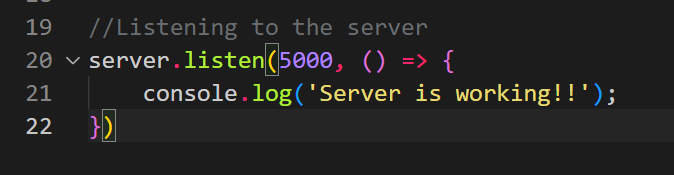 19 //Listening to the server
20 server.listen(5000, () => {
21 console.log('Server is working!!');
22 })